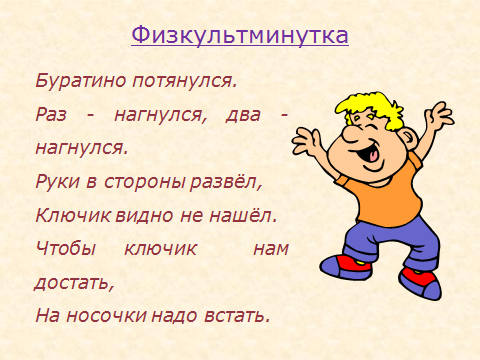 Физкультминутка
Буратино потянулся.
Раз - нагнулся, два -
нагнулся.
Руки в стороны развёл,
Ключик видно не нашёл.
Чтобы ключик нам
достать,
На носочки надо встать.